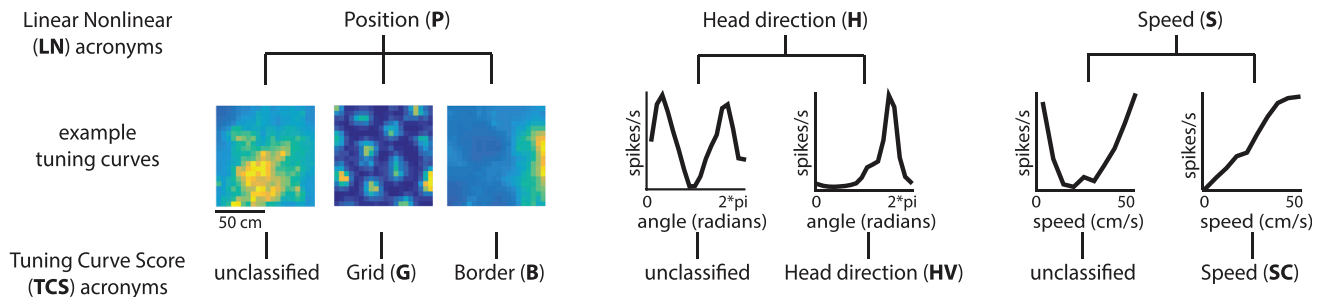 Linear Nonlinear
(LN) acronyms
Position (P)
Head direction (H)
Speed (S)
example
tuning curves
50 cm
spikes/s
0
2*pi
angle (radians)
spikes/s
0
2*pi
angle (radians)
spikes/s
0
50
speed (cm/s)
spikes/s
0
50
speed (cm/s)
Tuning Curve Score
(TCS) acronyms
unclassified
Grid (G)
Border (B)
unclassified
Head direction (HV)
unclassified
Speed (SC)